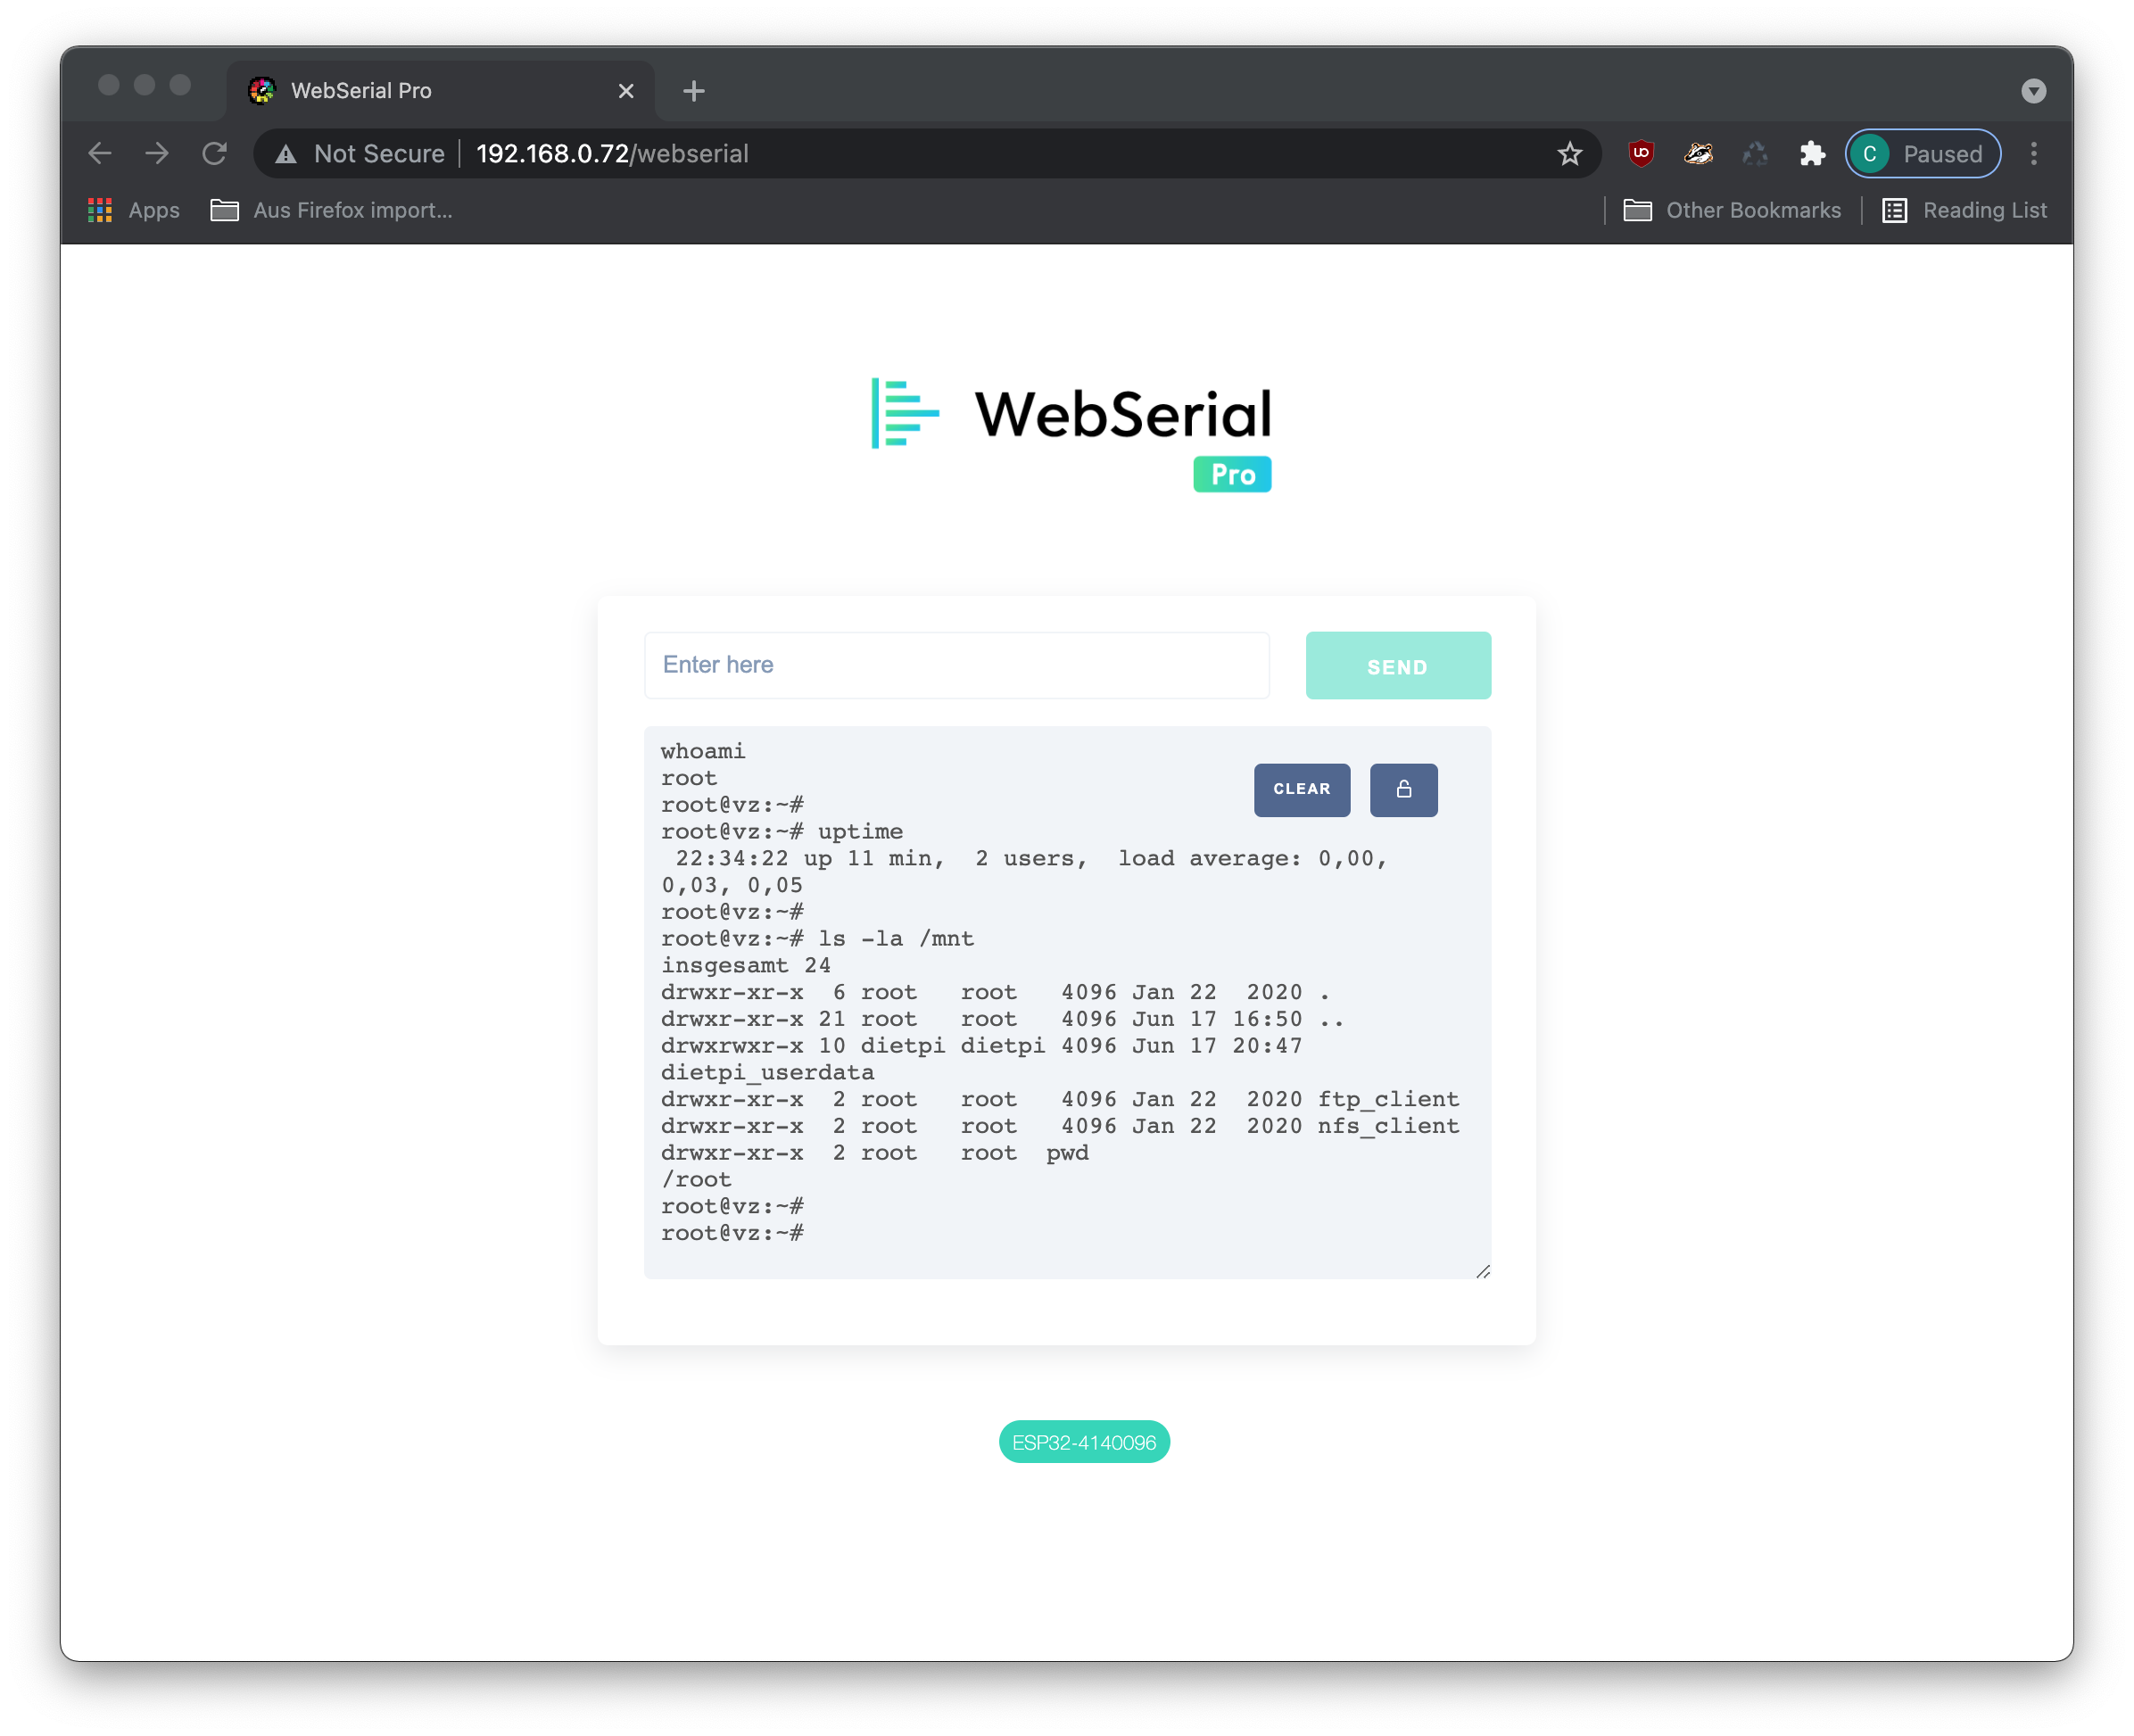 WebSerial Pro
Not Secure 192.168.0.72/webserial
C Paused
Apps Aus Firefox import... Other Bookmarks Reading List
WebSerial
Pro
Enter here SEND
CLEAR
whoami
root
root@vz:~#
root@vz:~# uptime
 22:34:22 up 11 min,  2 users,  load average: 0,00,
0,03, 0,05
root@vz:~#
root@vz:~# ls -la /mnt
insgesamt 24
drwxr-xr-x  6 root   root   4096 Jan 22  2020 .
drwxr-xr-x 21 root   root   4096 Jun 17 16:50 ..
drwxrwxr-x 10 dietpi dietpi 4096 Jun 17 20:47
dietpi_userdata
drwxr-xr-x  2 root   root   4096 Jan 22  2020 ftp_client
drwxr-xr-x  2 root   root   4096 Jan 22  2020 nfs_client
drwxr-xr-x  2 root   root  pwd
/root
root@vz:~#
root@vz:~#
ESP32-4140096